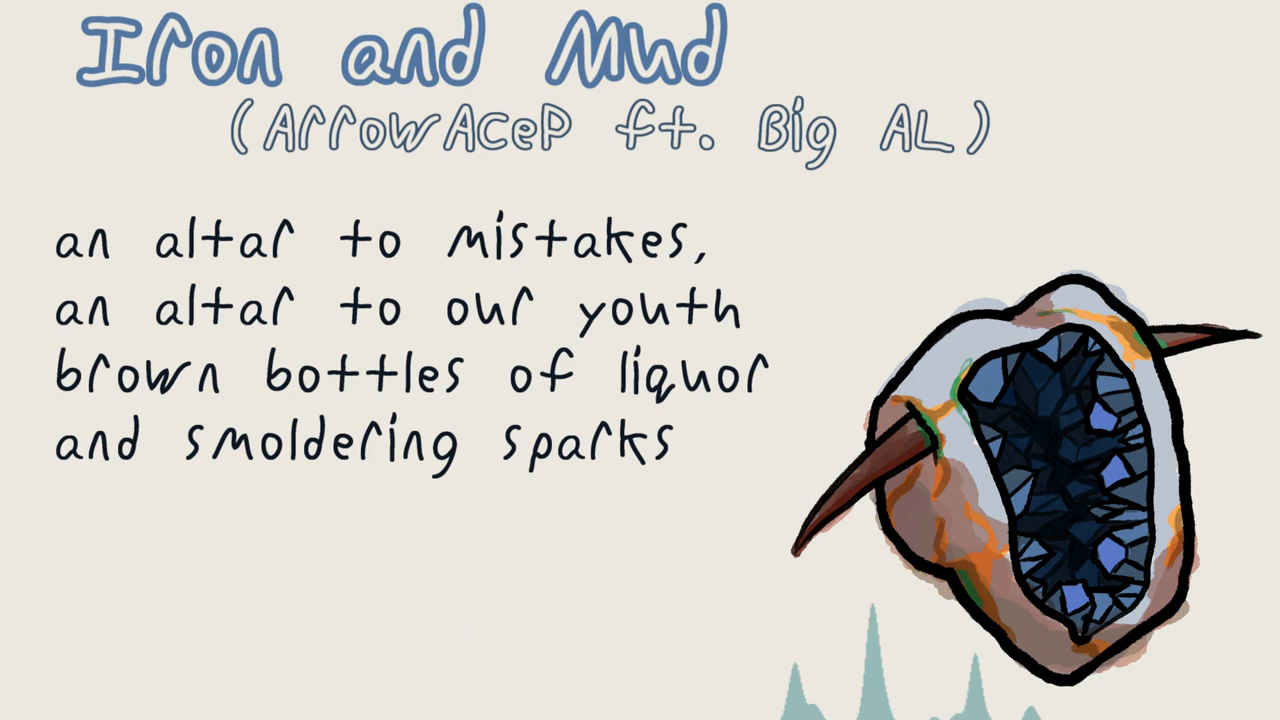 Iron and Mud
(ArrowAceP ft. Big AL)
an altar to mistakes,
an altar to our youth
brown bottles of liquor
and smoldering sparks